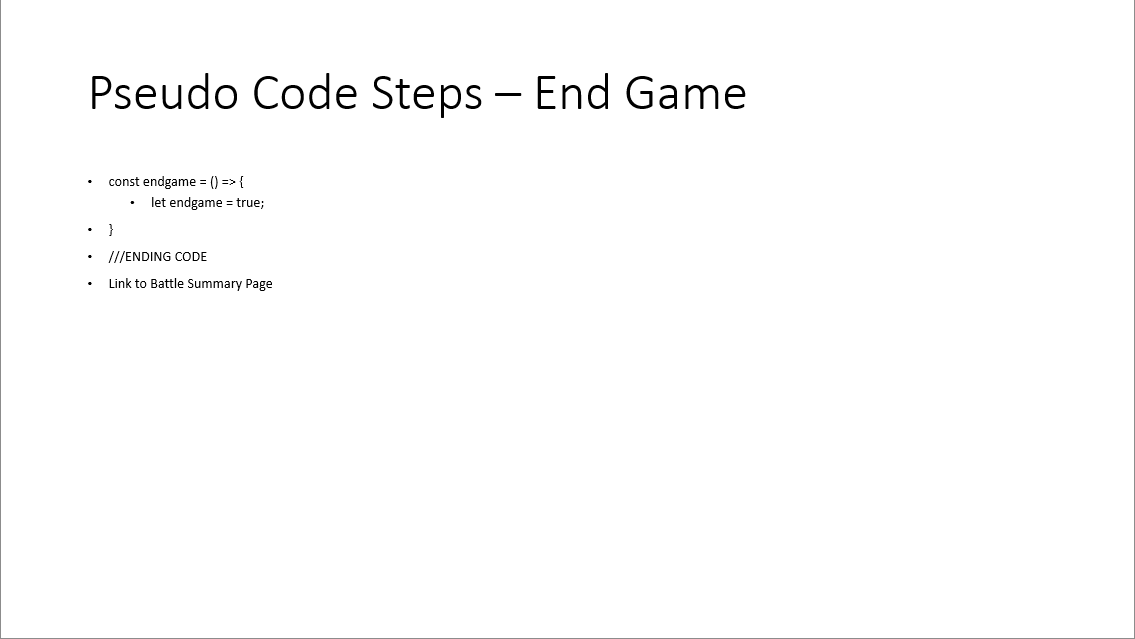 Pseudo Code Steps – End Game
• const endgame = () => {
• let endgame = true;
• }
• ///ENDING CODE
• Link to Battle Summary Page